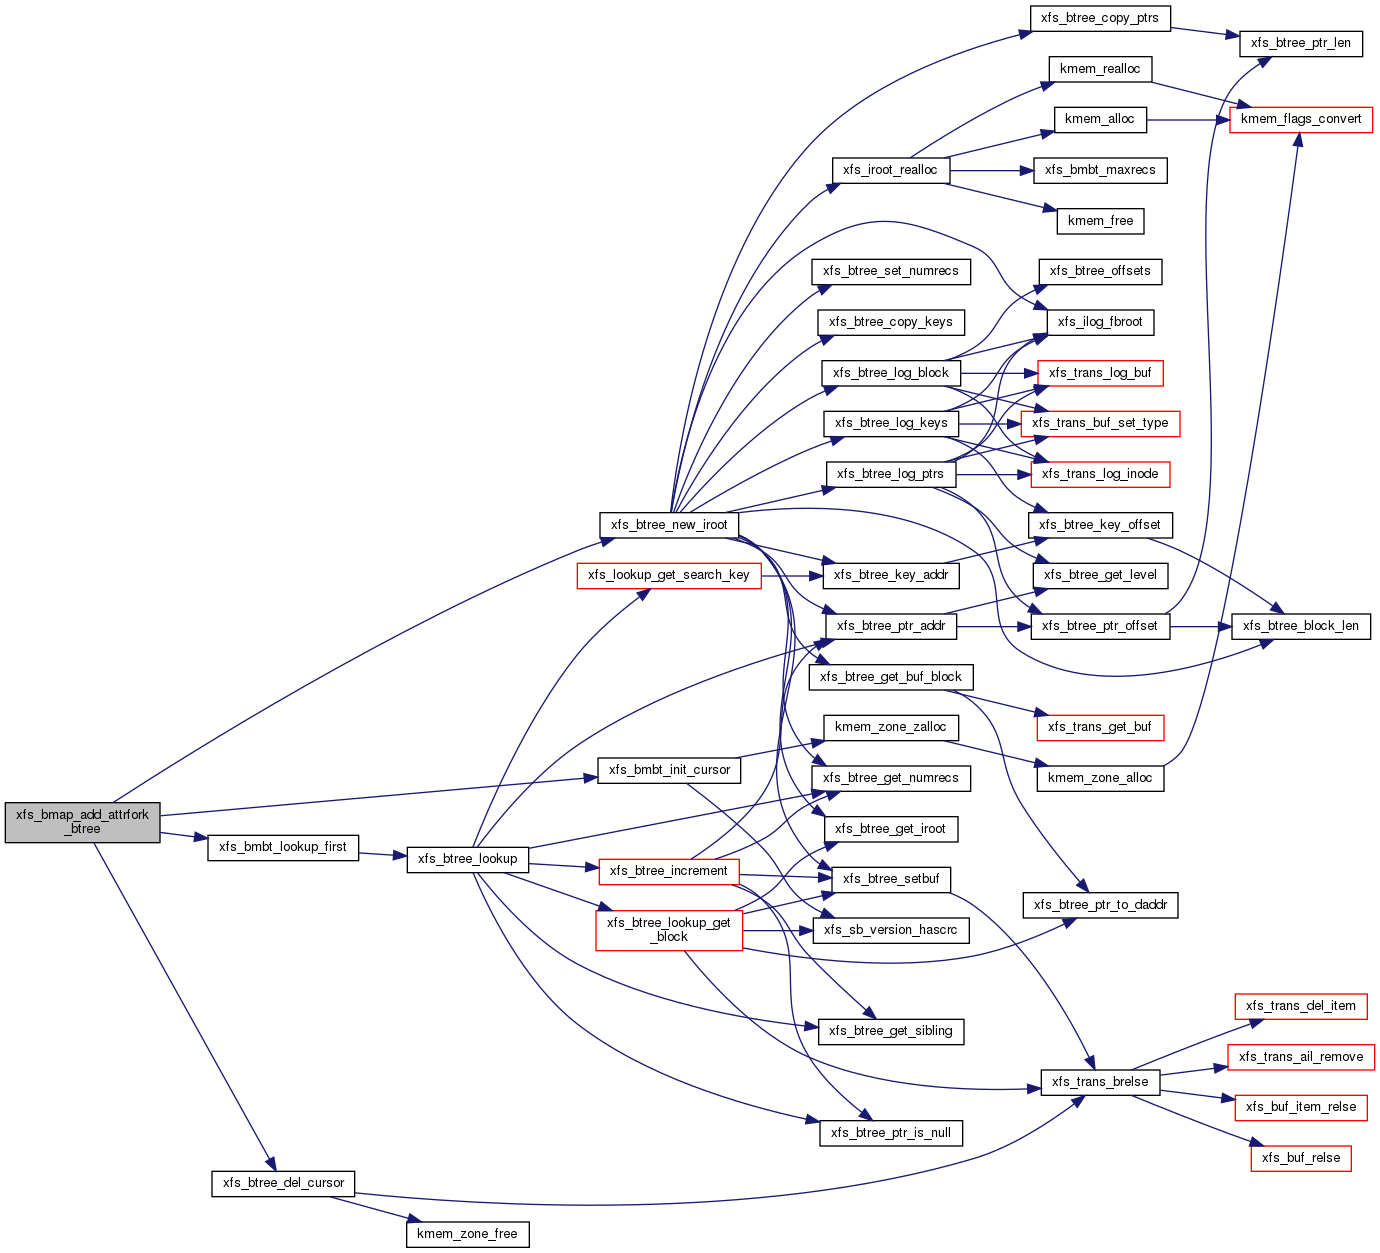 xfs_btree_copy_ptrs
xfs_btree_ptr_len
kmem_realloc
kmem_alloc
kmem_flags_convert
xfs_iroot_realloc
xfs_bmbt_maxrecs
kmem_free
xfs_btree_set_numrecs
xfs_btree_offsets
xfs_btree_copy_keys
xfs_ilog_fbroot
xfs_btree_log_block
xfs_trans_log_buf
xfs_btree_log_keys
xfs_trans_buf_set_type
xfs_btree_log_ptrs
xfs_trans_log_inode
xfs_btree_new_iroot
xfs_btree_key_offset
xfs_lookup_get_search_key
xfs_btree_key_addr
xfs_btree_get_level
xfs_btree_ptr_addr
xfs_btree_ptr_offset
xfs_btree_block_len
xfs_btree_get_buf_block
kmem_zone_zalloc
xfs_trans_get_buf
xfs_bmbt_init_cursor
xfs_btree_get_numrecs
kmem_zone_alloc
xfs_bmap_add_attrfork
_btree
xfs_btree_get_iroot
xfs_bmbt_lookup_first
xfs_btree_lookup
xfs_btree_increment
xfs_btree_setbuf
xfs_btree_ptr_to_daddr
xfs_btree_lookup_get
_block
xfs_sb_version_hascrc
xfs_trans_del_item
xfs_btree_get_sibling
xfs_trans_ail_remove
xfs_trans_brelse
xfs_buf_item_relse
xfs_btree_ptr_is_null
xfs_buf_relse
xfs_btree_del_cursor
kmem_zone_free